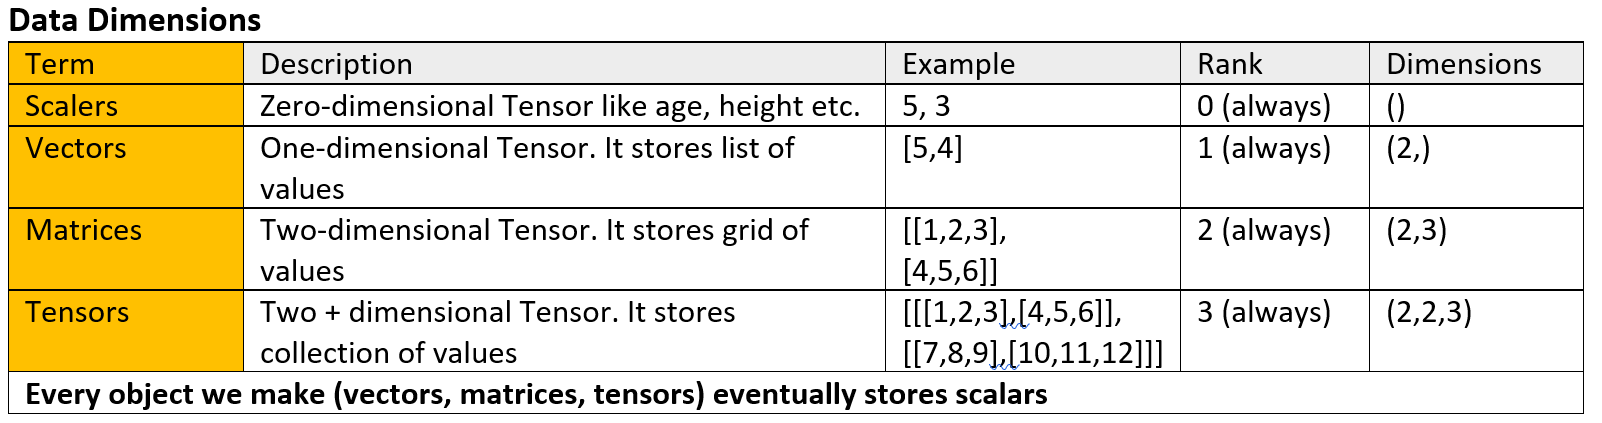 Data Dimensions
Term Description Example Rank Dimensions
Scalers Zero-dimensional Tensor like age, height etc. 5, 3 0 (always) ()
Vectors One-dimensional Tensor. It stores list of [5,4] 1 (always) (2,)
values
Matrices Two-dimensional Tensor. It stores grid of [[1,2,3], 2 (always) (2,3)
values [4,5,6]]
Tensors Two + dimensional Tensor. It stores [[[1,2,3],[4,5,6]], 3 (always) (2,2,3)
collection of values [[7,8,9],[10,11,12]]]
Every object we make (vectors, matrices, tensors) eventually stores scalars